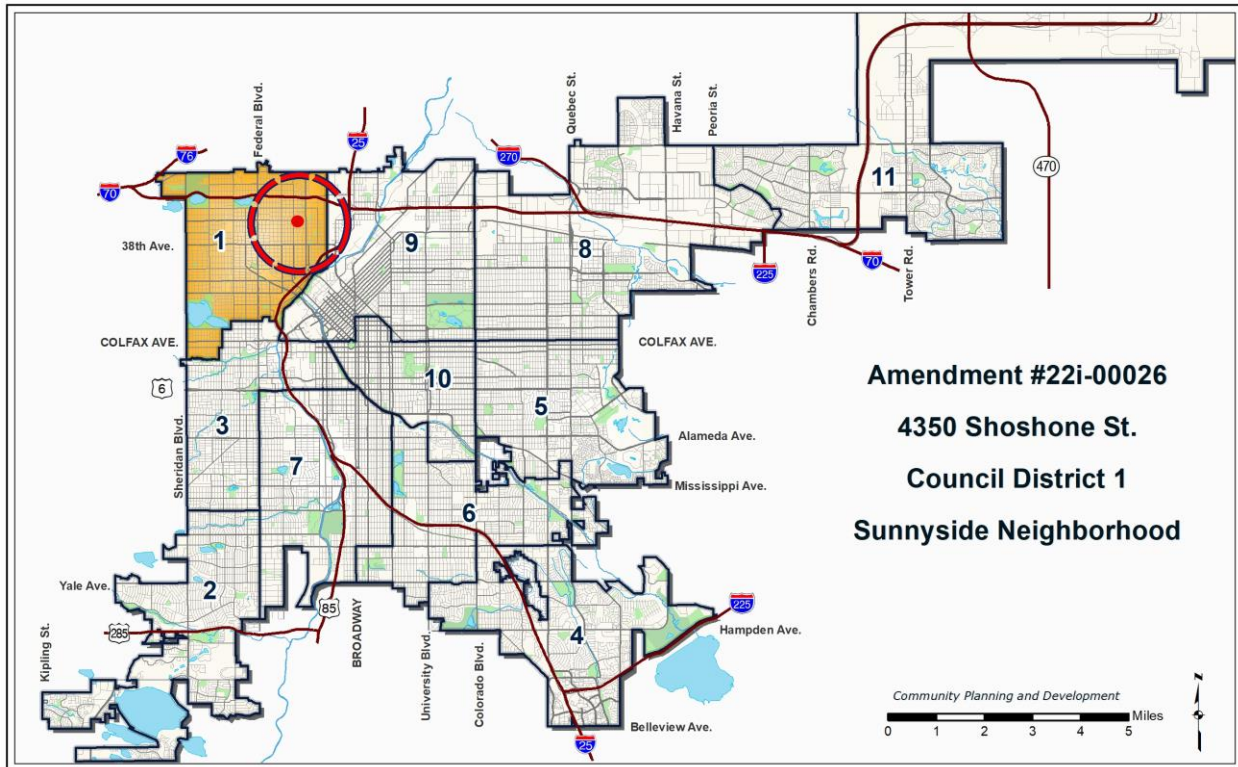 Federal Blvd.
25
Quebec St.
Havana St.
Peoria St.
76
270
70
11
470
1
38th Ave.
9
8
225
70
Chambers Rd.
Tower Rd.
COLFAX AVE.
COLFAX AVE.
6
10
5
Amendment #22i-00026
4350 Shoshone St.
Council District 1
Sunnyside Neighborhood
3
Sheridan Blvd.
7
Alameda Ave.
Mississippi Ave.
6
Yale Ave.
2
85
285
BROADWAY
University Blvd.
Colorado Blvd.
4
225
Hampden Ave.
Kipling St.
Belleview Ave.
25
Community Planning and Development
Miles
0 1 2 3 4 5
N